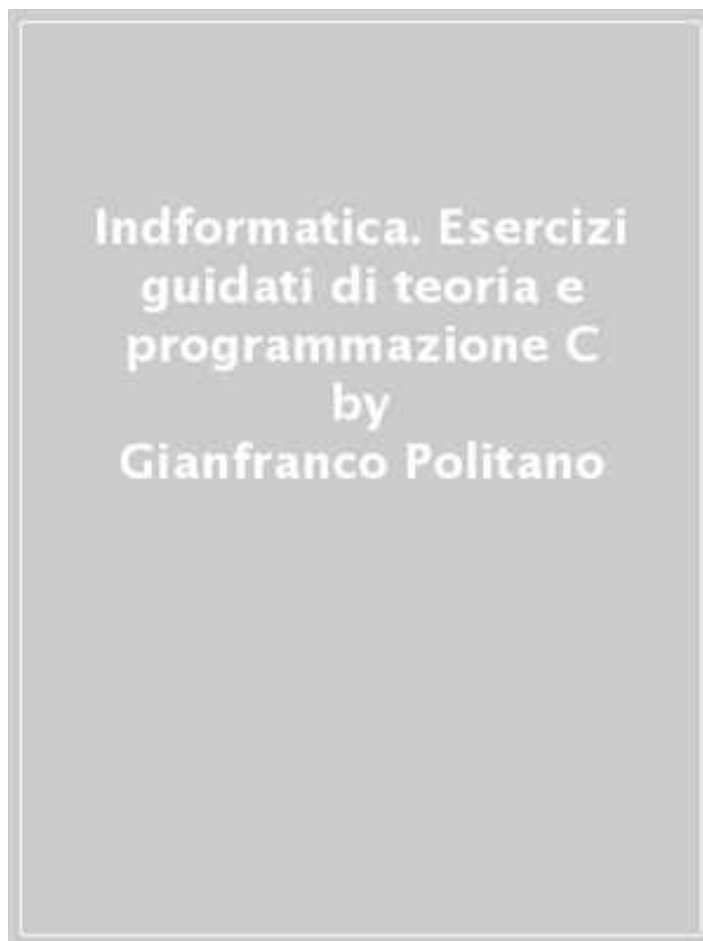 Indformatica. Esercizi
guidati di teoria e
programmazione C
by
Gianfranco Politano